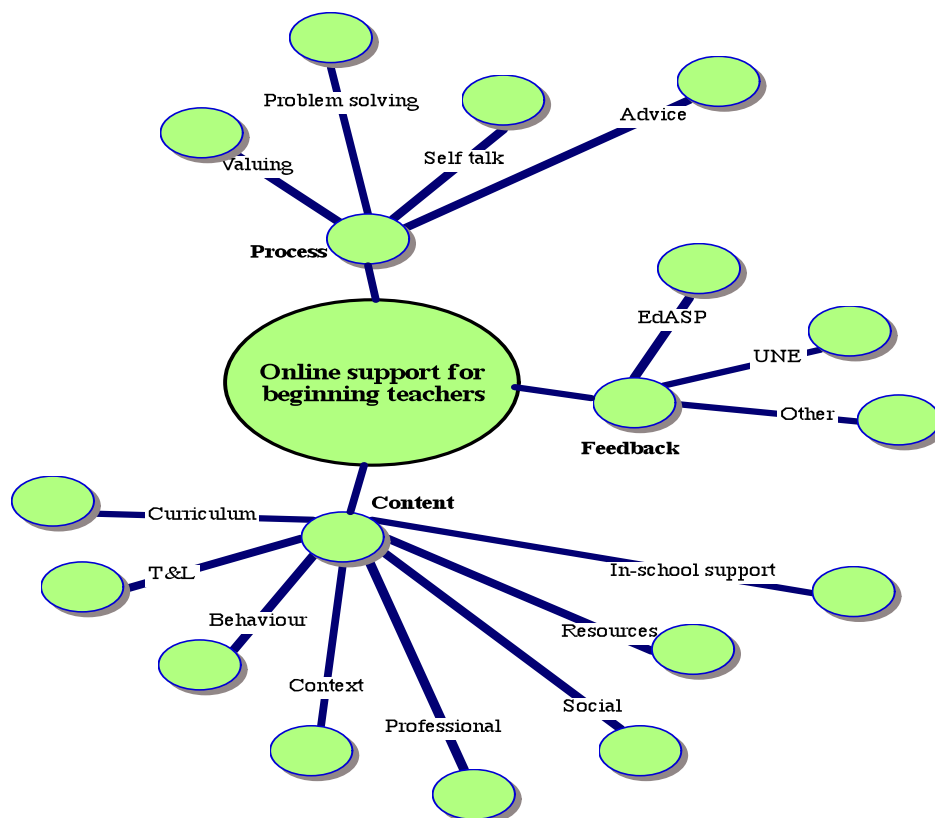 Problem solving
Advice
Self talk
Valuing
Process
EdASP
UNE
Online support for
beginning teachers
Other
Feedback
Content
Curriculum
T&L
In-school support
Behaviour
Resources
Context
Social
Professional